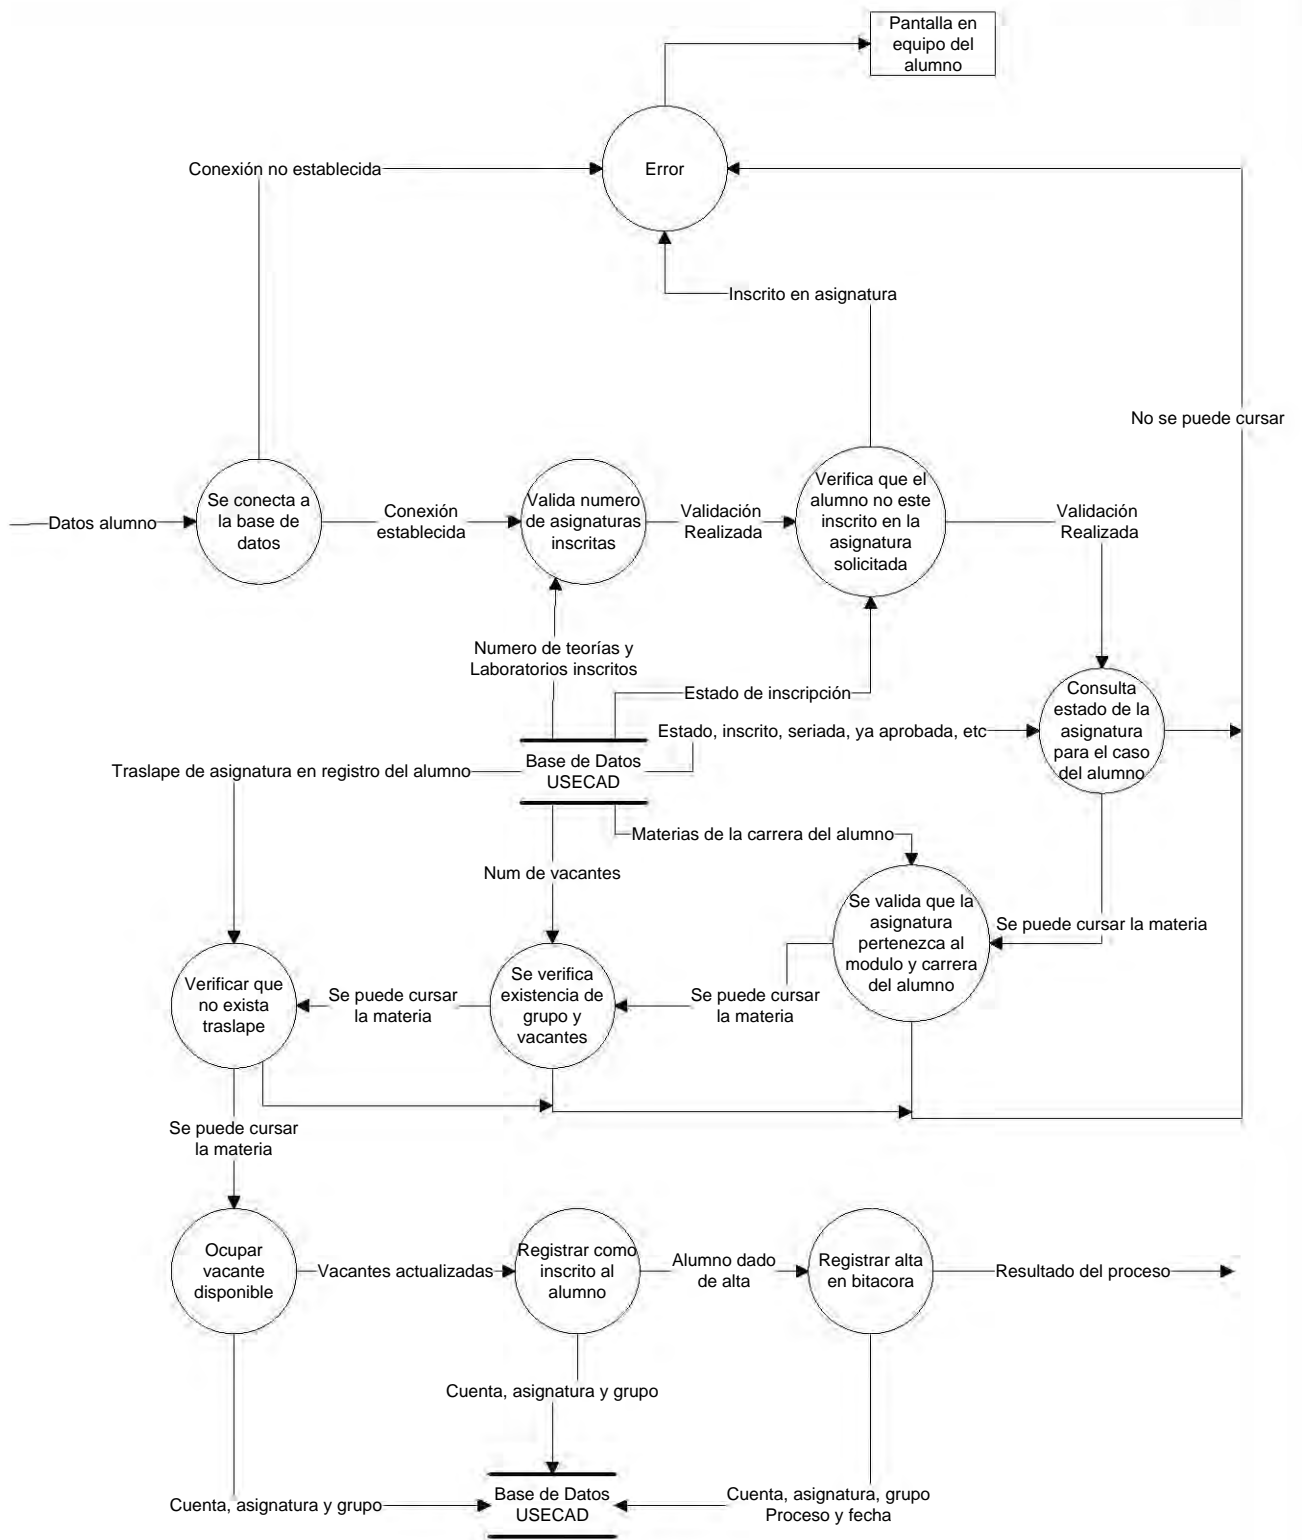 Pantalla en
equipo del
alumno
Conexión no establecida
Error
Inscrito en asignatura
No se puede cursar
Datos alumno
Se conecta a
la base de
datos
Conexión
establecida
Valida numero
de asignaturas
inscritas
Validación
Realizada
Verifica que el
alumno no este
inscrito en la
asignatura
solicitada
Validación
Realizada
Numero de teorías y
Laboratorios inscritos
Estado de inscripción
Estado, inscrito, seriada, ya aprobada, etc
Consulta
estado de la
asignatura
para el caso
del alumno
Traslape de asignatura en registro del alumno
Base de Datos
USECAD
Materias de la carrera del alumno
Num de vacantes
Se valida que la
asignatura
pertenezca al
modulo y carrera
del alumno
Se puede cursar la materia
Verificar que
no exista
traslape
Se puede cursar
la materia
Se verifica
existencia de
grupo y
vacantes
Se puede cursar
la materia
Se puede cursar
la materia
Ocupar
vacante
disponible
Vacantes actualizadas
Registrar como
inscrito al
alumno
Alumno dado
de alta
Registrar alta
en bitacora
Resultado del proceso
Cuenta, asignatura y grupo
Cuenta, asignatura y grupo
Base de Datos
USECAD
Cuenta, asignatura, grupo
Proceso y fecha